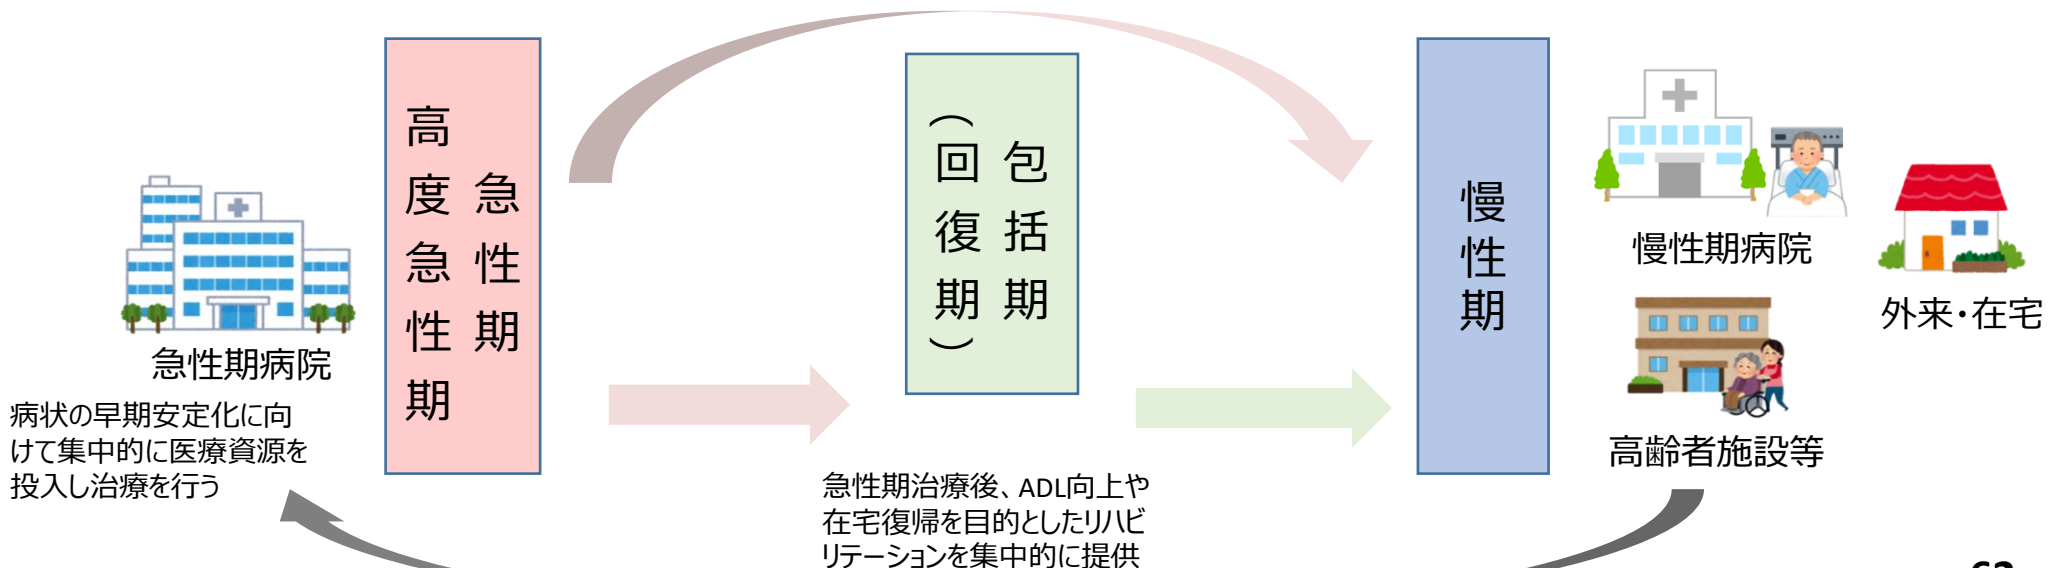 高度急性期
急性期
急性期病院
病状の早期安定化に向
けて集中的に医療資源を
投入し治療を行う
包括期
(回復期)
急性期治療後、ADL向上や
在宅復帰を目的としたリハビ
リテーションを集中的に提供
慢性期
慢性期病院
外来・在宅
高齢者施設等